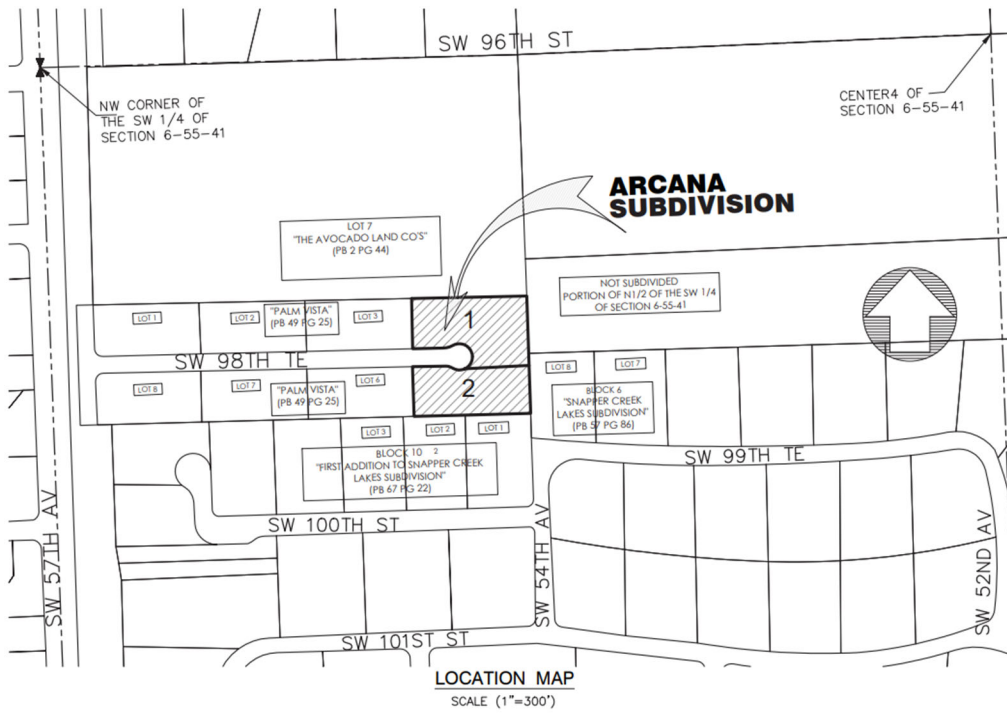 SW 96TH ST
NW CORNER OF
THE SW 1/4 OF
SECTION 6-55-41
CENTER4 OF
SECTION 6-55-41
ARCANA
SUBDIVISION
LOT 7
"THE AVOCADO LAND CO'S"
(PB 2 PG 44)
NOT SUBDIVIDED
PORTION OF N1/2 OF THE SW 1/4
OF SECTION 6-55-41
LOT 1
LOT 2
"PALM VISTA"
(PB 49 PG 25)
LOT 3
1
SW 98TH TE
LOT 8
LOT 7
"PALM VISTA"
(PB 49 PG 25)
LOT 6
2
LOT 8
LOT 7
BLOCK 6
"SNAPPER CREEK
LAKES SUBDIVISION"
(PB 57 PG 86)
LOT 3
LOT 2
LOT 1
BLOCK 10 2
"FIRST ADDITION TO SNAPPER CREEK
LAKES SUBDIVISION"
(PB 67 PG 22)
SW 99TH TE
SW 100TH ST
SW 57TH AV
SW 54TH AV
SW 52ND AV
SW 101ST ST
LOCATION MAP
SCALE (1"=300')